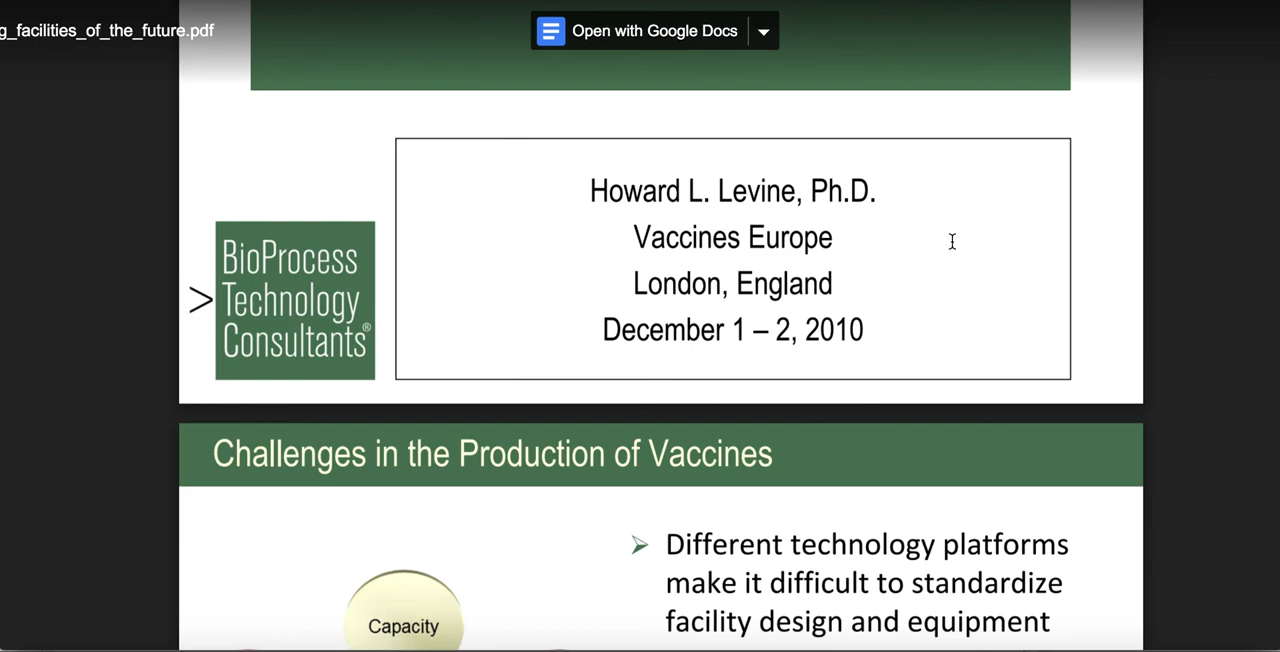 g_facilities_of_the_future.pdf
Open with Google Docs
Howard L. Levine, Ph.D.
Vaccines Europe
London, England
December 1 – 2, 2010
> BioProcess
Technology
Consultants®
Challenges in the Production of Vaccines
➢ Different technology platforms
make it difficult to standardize
facility design and equipment
Capacity